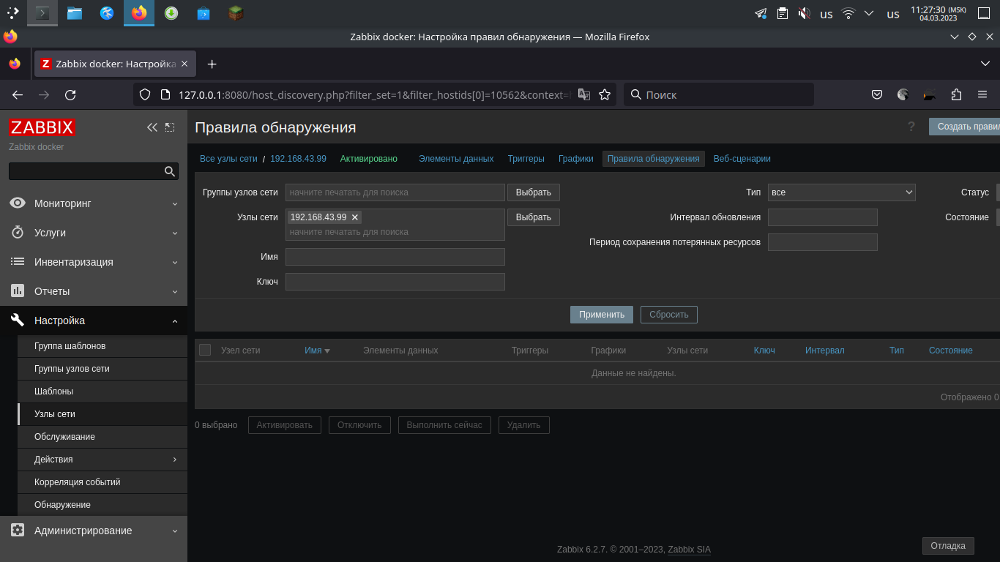 us
us
11:27:30 (MSK)
04.03.2023
Zabbix docker: Настройка правил обнаружения — Mozilla Firefox
Z Zabbix docker: Настройка
127.0.0.1:8080/host_discovery.php?filter_set=1&filter_hostids[0]=10562&context=
Поиск
ZABBIX
Zabbix docker
Мониторинг
Услуги
Инвентаризация
Отчеты
Настройка
Группа шаблонов
Группы узлов сети
Шаблоны
Узлы сети
Обслуживание
Действия
Корреляция событий
Обнаружение
Администрирование
Правила обнаружения
? Создать правил
Все узлы сети / 192.168.43.99 Активировано Элементы данных Триггеры Графики Правила обнаружения Веб-сценарии
Группы узлов сети начните печатать для поиска Выбрать Тип все Статус
Узлы сети 192.168.43.99 Выбрать Интервал обновления Состояние
начните печатать для поиска
Период сохранения потерянных ресурсов
Имя
Ключ
Применить Сбросить
Узел сети Имя Элементы данных Триггеры Графики Узлы сети Ключ Интервал Тип Состояние
Данные не найдены.
Отображено 0
0 выбрано Активировать Отключить Выполнить сейчас Удалить
Zabbix 6.2.7. © 2001–2023, Zabbix SIA
Отладка